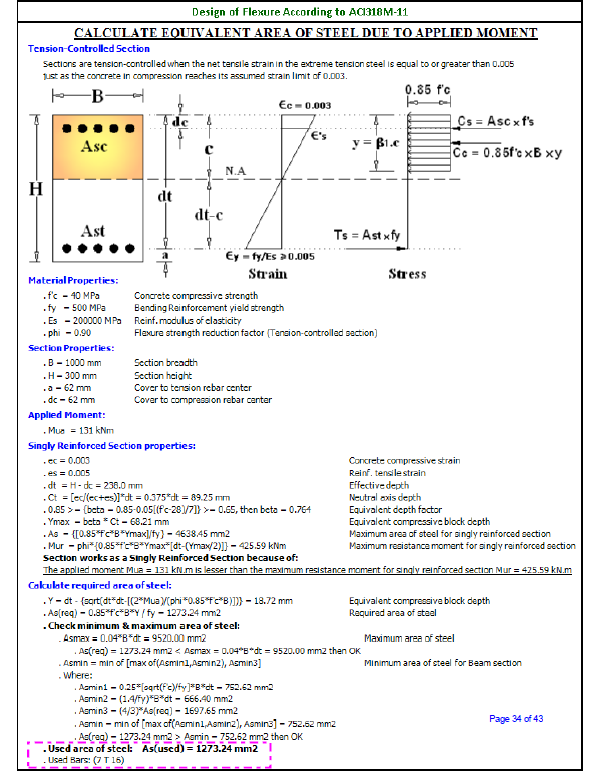 Design of Flexure According to ACI318M-11
CALCULATE EQUIVALENT AREA OF STEEL DUE TO APPLIED MOMENT
Tension-Controlled Section
Sections are tension-controlled when the net tensile strain in the extreme tension steel is equal to or greater than 0.005
just as the concrete in compression reaches its assumed strain limit of 0.003.
B
H
Asc
Ast
dc
c
dt
dt-c
a
N.A
Єc = 0.003
Є's
Єy = fy/Es ⩾ 0.005
Strain
0.85 f'c
y = β1.c
Cs = Asc x f's
Cc = 0.85f'c x B x y
Ts = Ast x fy
Stress
Material Properties:
. f'c = 40 MPa Concrete compressive strength
. fy = 500 MPa Bending Reinforcement yield strength
. Es = 200000 MPa Reinf. modulus of elasticity
. phi = 0.90 Flexure strength reduction factor (Tension-controlled section)
Section Properties:
. B = 1000 mm Section breadth
. H = 300 mm Section height
. a = 62 mm Cover to tension rebar center
. dc = 62 mm Cover to compression rebar center
Applied Moment:
. Mua = 131 kNm
Singly Reinforced Section properties:
. ec = 0.003 Concrete compressive strain
. es = 0.005 Reinf. tensile strain
. dt = H - dc = 238.0 mm Effective depth
. Ct = [ec/(ec+es)]*dt = 0.375*dt = 89.25 mm Neutral axis depth
. 0.85 >= {beta = 0.85-0.05[(f'c-28)/7]} >= 0.65, then beta = 0.764 Equivalent depth factor
. Ymax = beta * Ct = 68.21 mm Equivalent compressive block depth
. As = {[0.85*f'c*B*Ymax]/fy} = 4638.45 mm2 Maximum area of steel for singly reinforced section
. Mur = phi*{0.85*f'c*B*Ymax*[dt-(Ymax/2)]} = 425.59 kNm Maximum resistance moment for singly reinforced section
Section works as a Singly Reinforced Section because of:
The applied moment Mua = 131 kN.m is lesser than the maximum resistance moment for singly reinforced section Mur = 425.59 kN.m
Calculate required area of steel:
. Y = dt - {sqrt(dt*dt-[(2*Mua)/(phi*0.85*f'c*B)])} = 18.72 mm Equivalent compressive block depth
. As(req) = 0.85*f'c*B*Y / fy = 1273.24 mm2 Required area of steel
. Check minimum & maximum area of steel:
. Asmax = 0.04*B*dt = 9520.00 mm2 Maximum area of steel
. As(req) = 1273.24 mm2 < Asmax = 0.04*B*dt = 9520.00 mm2 then OK
. Asmin = min of [max of(Asmin1,Asmin2), Asmin3] Minimum area of steel for Beam section
. Where:
. Asmin1 = 0.25*[sqrt(f'c)/fy]*B*dt = 752.62 mm2
. Asmin2 = (1.4/fy)*B*dt = 666.40 mm2
. Asmin3 = (4/3)*As(req) = 1697.65 mm2
. Asmin = min of [max of(Asmin1,Asmin2), Asmin3] = 752.62 mm2
. As(req) = 1273.24 mm2 > Asmin = 752.62 mm2 then OK
Page 34 of 43
. Used area of steel: As(used) = 1273.24 mm2
. Used Bars: (7 T 16)